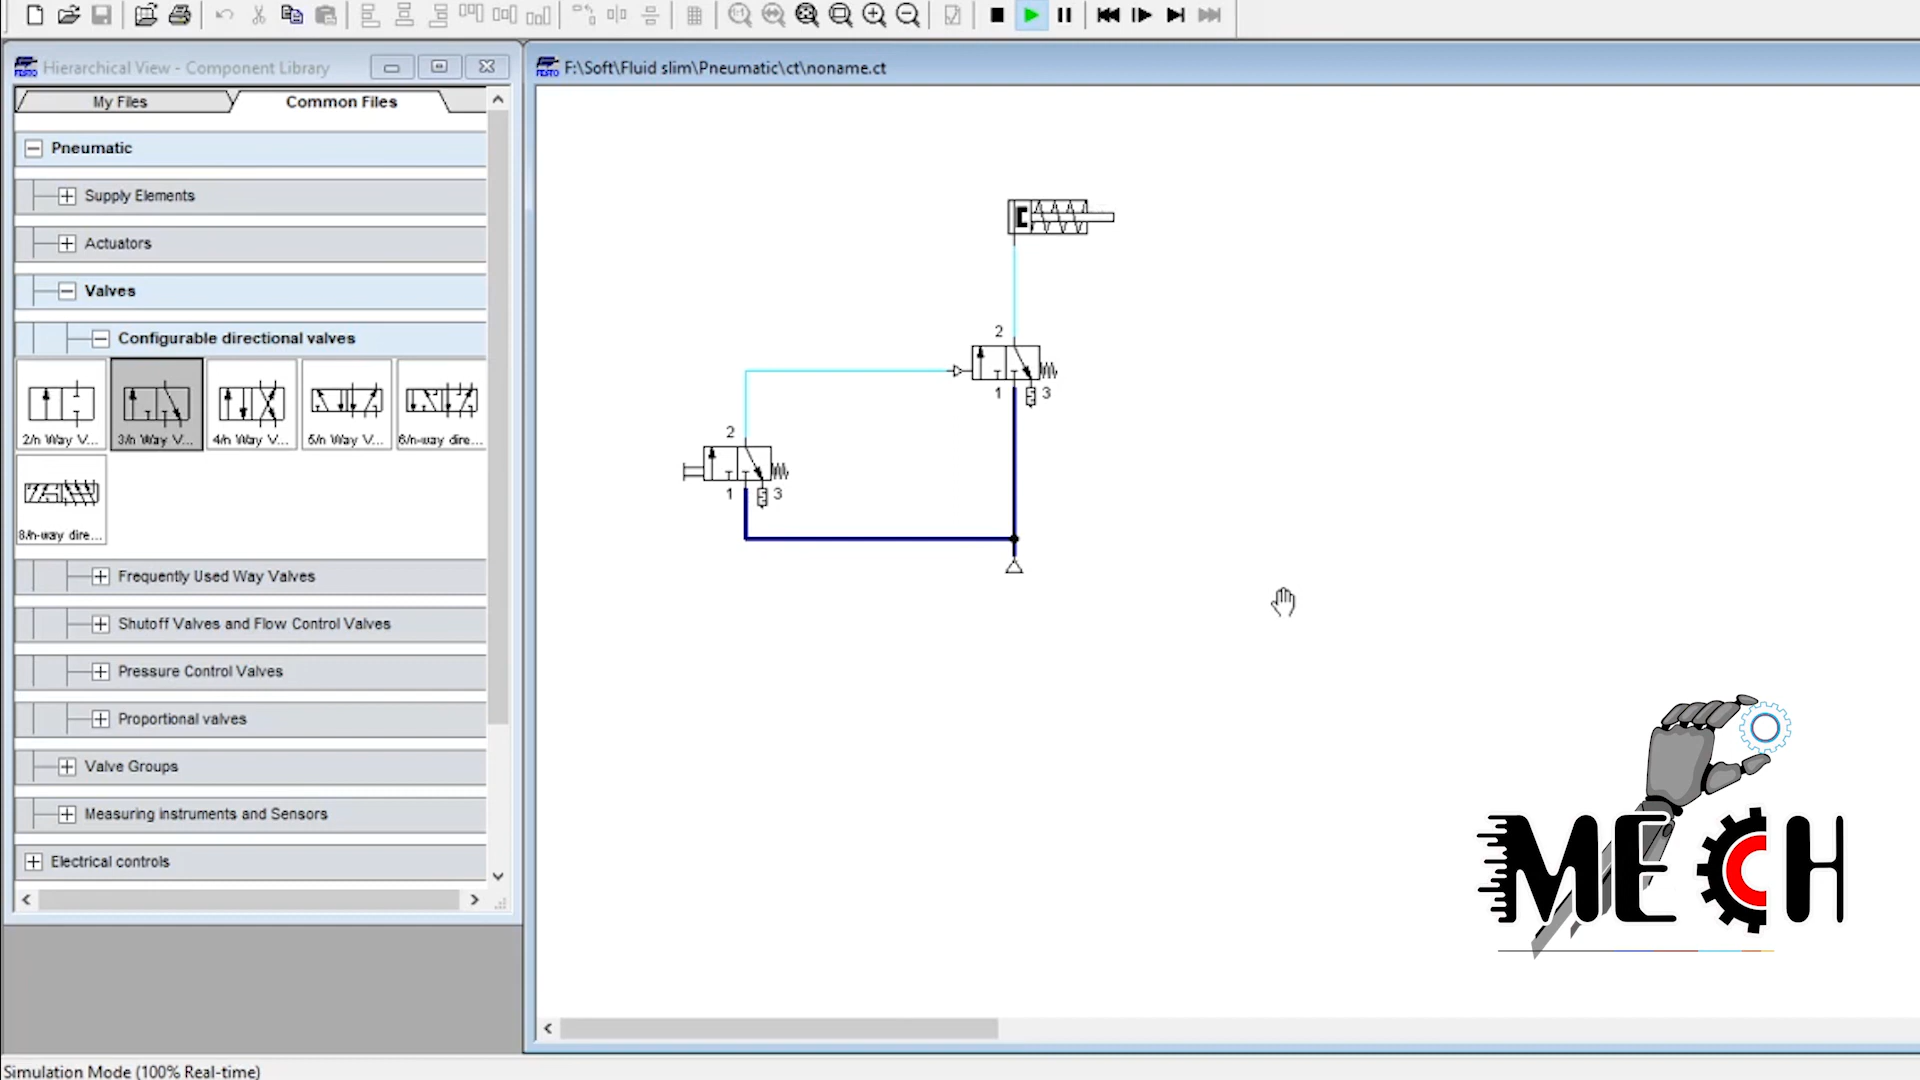 FESTO
Hierarchical View - Component Library
F:\Soft\Fluid slim\Pneumatic\ct\noname.ct
My Files
Common Files
Pneumatic
Supply Elements
Actuators
Valves
Configurable directional valves
2/n Way V...
3/n Way V...
4/n Way V...
5/n Way V...
6/n-way dire...
8/n-way dire...
Frequently Used Way Valves
Shutoff Valves and Flow Control Valves
Pressure Control Valves
Proportional valves
Valve Groups
Measuring instruments and Sensors
Electrical controls
2
1
3
2
1
3
MECH
Simulation Mode (100% Real-time)